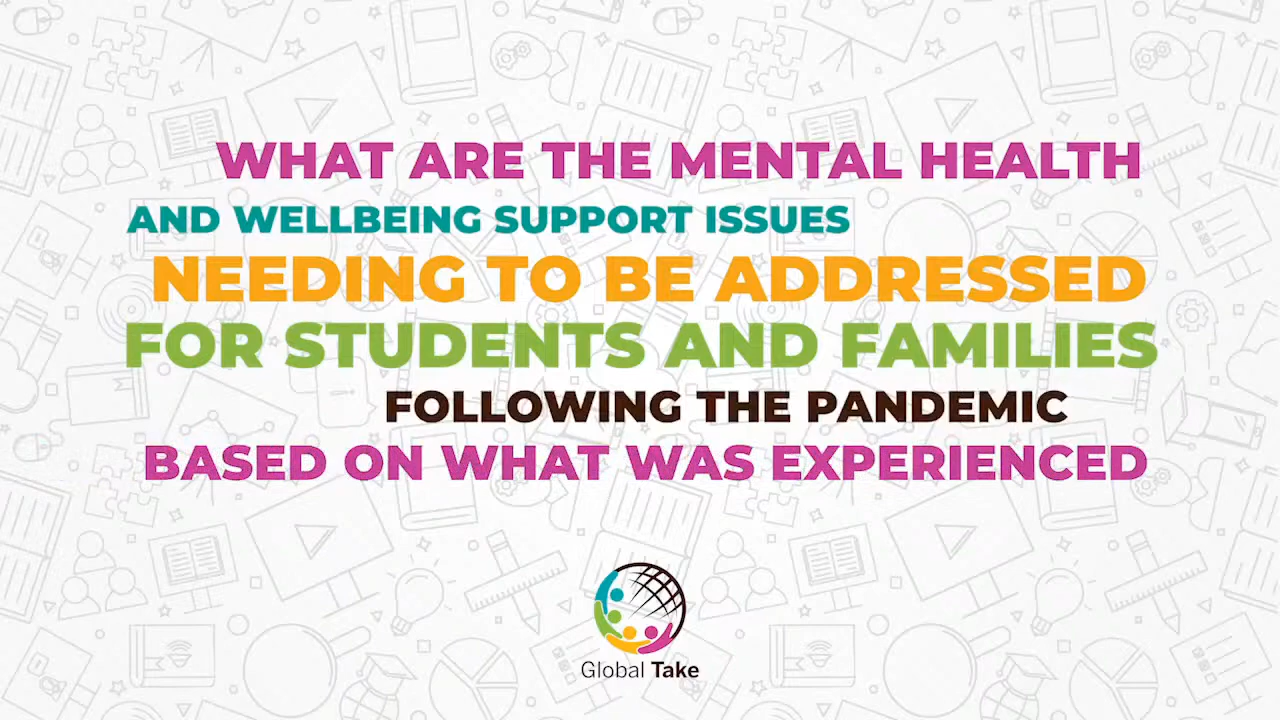 WHAT ARE THE MENTAL HEALTH
AND WELLBEING SUPPORT ISSUES
NEEDING TO BE ADDRESSED
FOR STUDENTS AND FAMILIES
FOLLOWING THE PANDEMIC
BASED ON WHAT WAS EXPERIENCED
Global Take